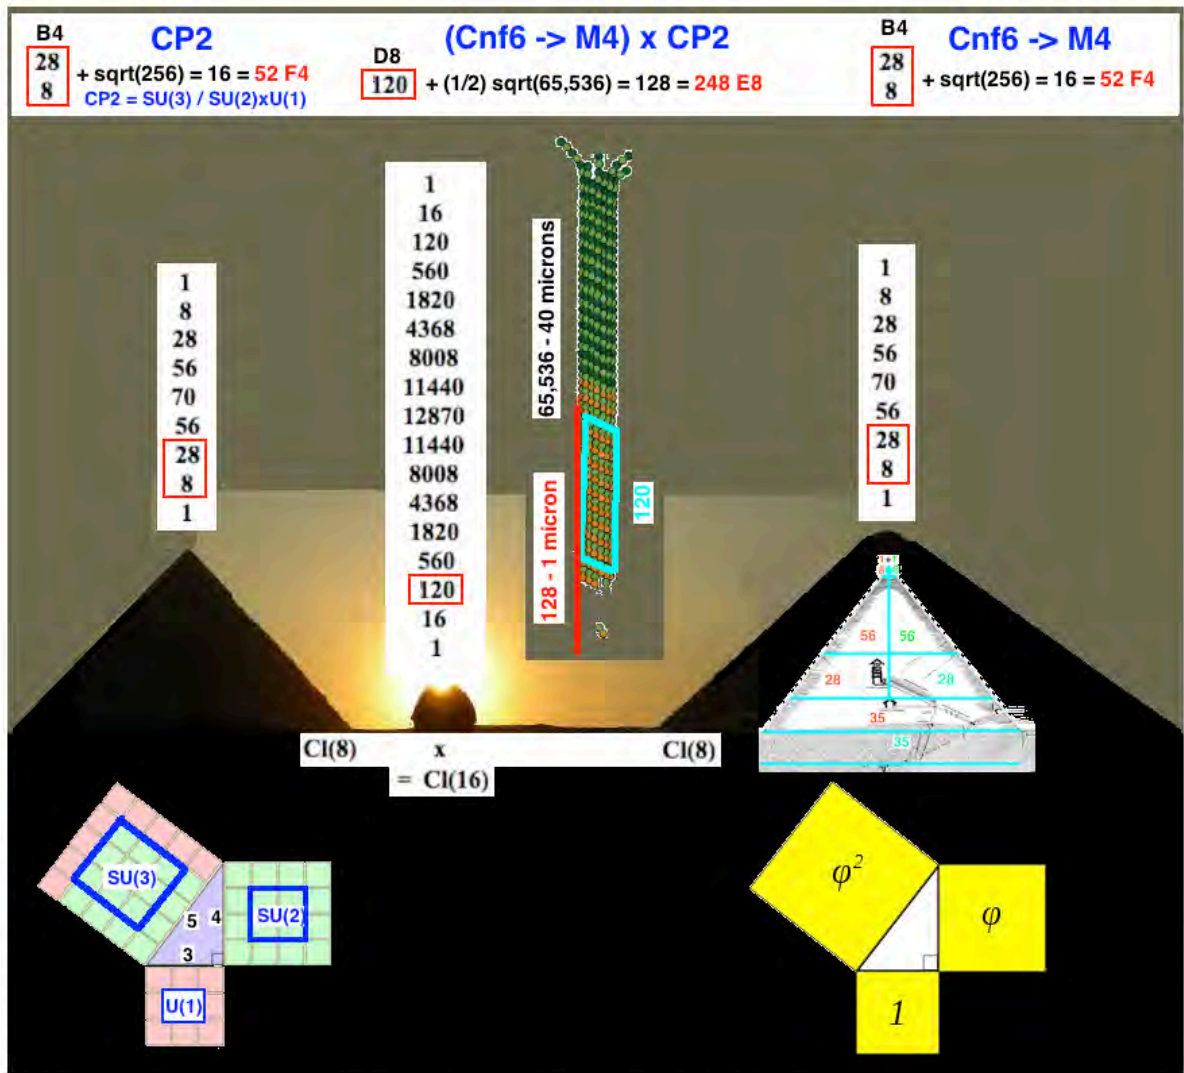 B4
28
8
CP2
+ sqrt(256) = 16 = 52 F4
CP2 = SU(3) / SU(2)xU(1)
(Cnf6 -> M4) x CP2
D8
120
+ (1/2) sqrt(65,536) = 128 = 248 E8
B4
28
8
Cnf6 -> M4
+ sqrt(256) = 16 = 52 F4
1
8
28
56
70
56
28
8
1
1
16
120
560
1820
4368
8008
11440
12870
11440
8008
4368
1820
560
120
16
1
65,536 - 40 microns
128 - 1 micron
120
1
8
28
56
70
56
28
8
1
56
56
28
28
35
35
Cl(8) x Cl(8)
= Cl(16)
SU(3)
5
4
SU(2)
3
U(1)
φ²
φ
1